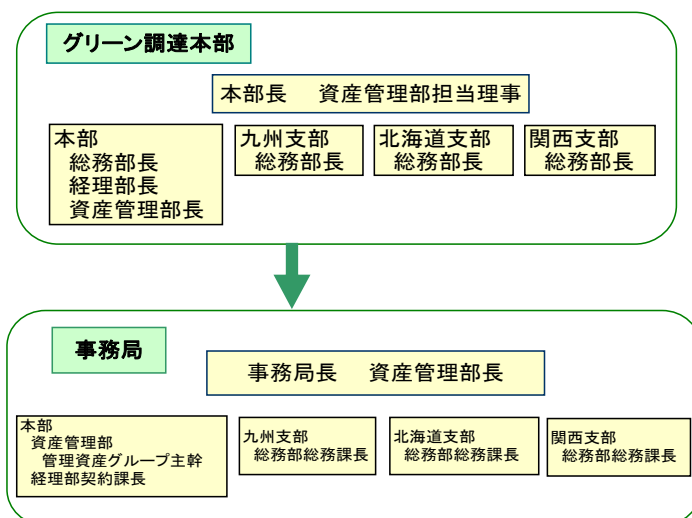 グリーン調達本部
本部長　資産管理部担当理事
本部
総務部長
経理部長
資産管理部長
九州支部
総務部長
北海道支部
総務部長
関西支部
総務部長
事務局
事務局長　資産管理部長
本部
資産管理部
管理資産グループ主幹
経理部契約課長
九州支部
総務部総務課長
北海道支部
総務部総務課長
関西支部
総務部総務課長